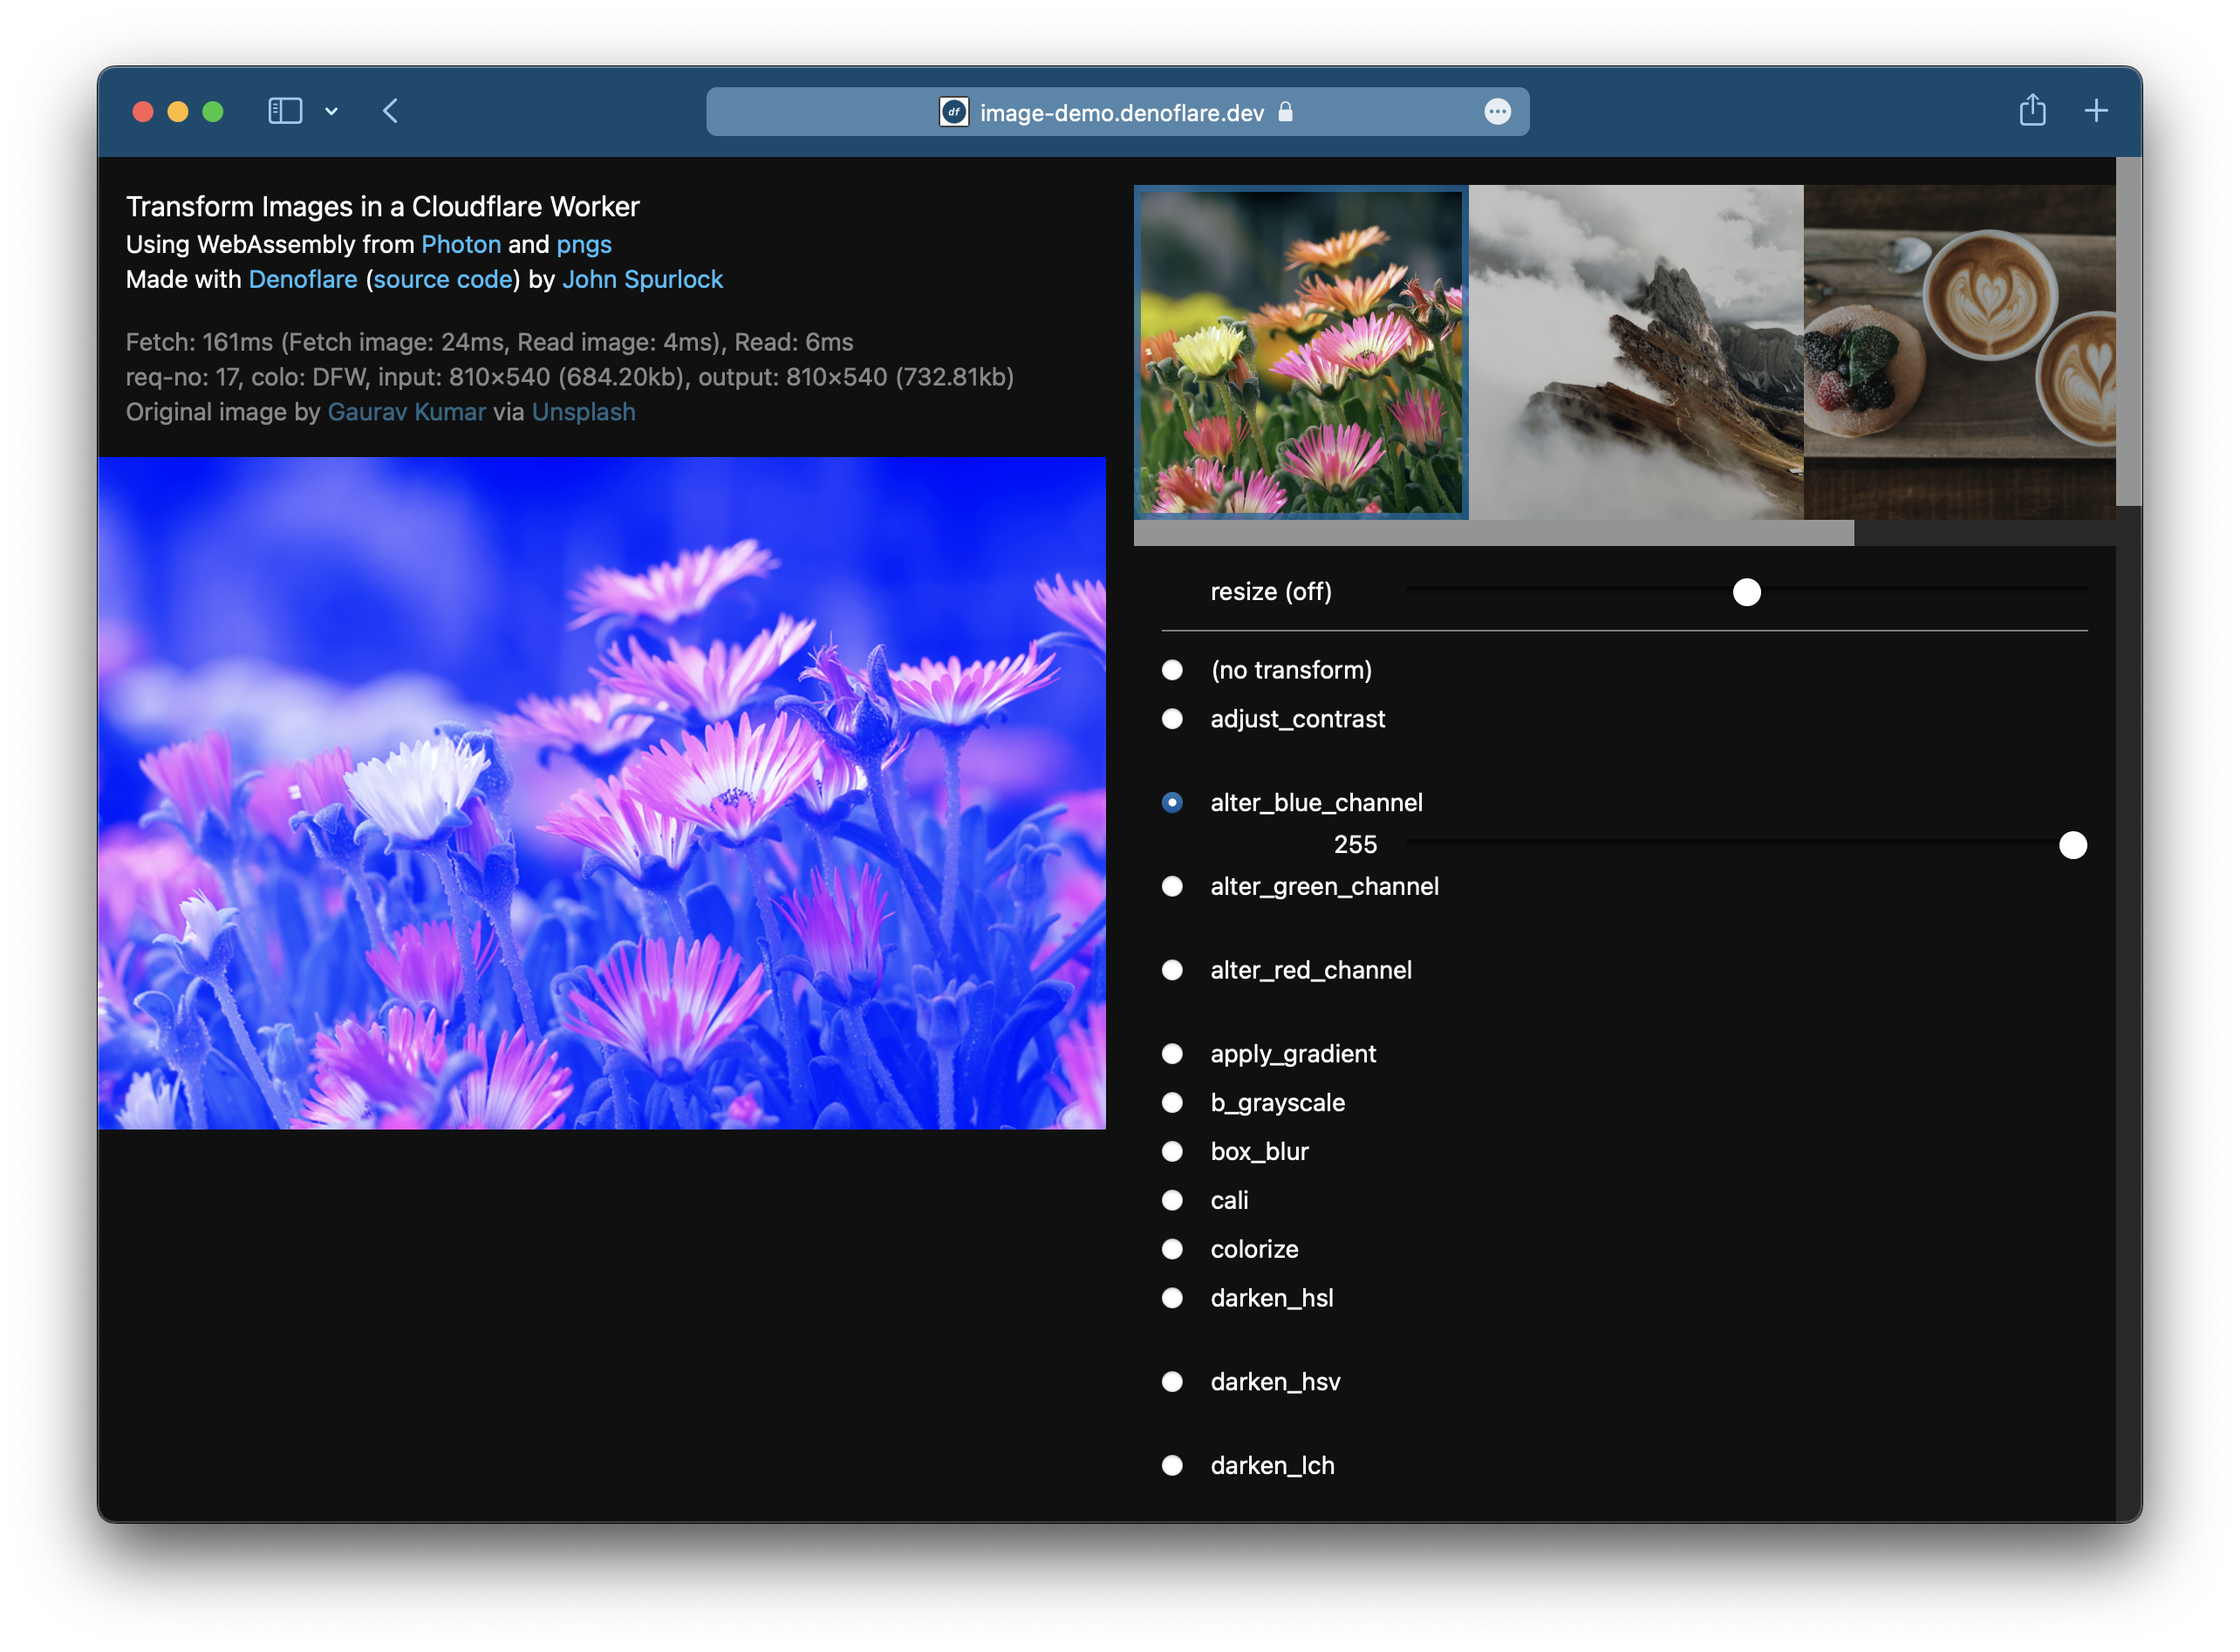 df image-demo.denoflare.dev
Transform Images in a Cloudflare Worker
Using WebAssembly from Photon and pngs
Made with Denoflare (source code) by John Spurlock
Fetch: 161ms (Fetch image: 24ms, Read image: 4ms), Read: 6ms
req-no: 17, colo: DFW, input: 810×540 (684.20kb), output: 810×540 (732.81kb)
Original image by Gaurav Kumar via Unsplash
resize (off)
(no transform)
adjust_contrast
alter_blue_channel
255
alter_green_channel
alter_red_channel
apply_gradient
b_grayscale
box_blur
cali
colorize
darken_hsl
darken_hsv
darken_lch